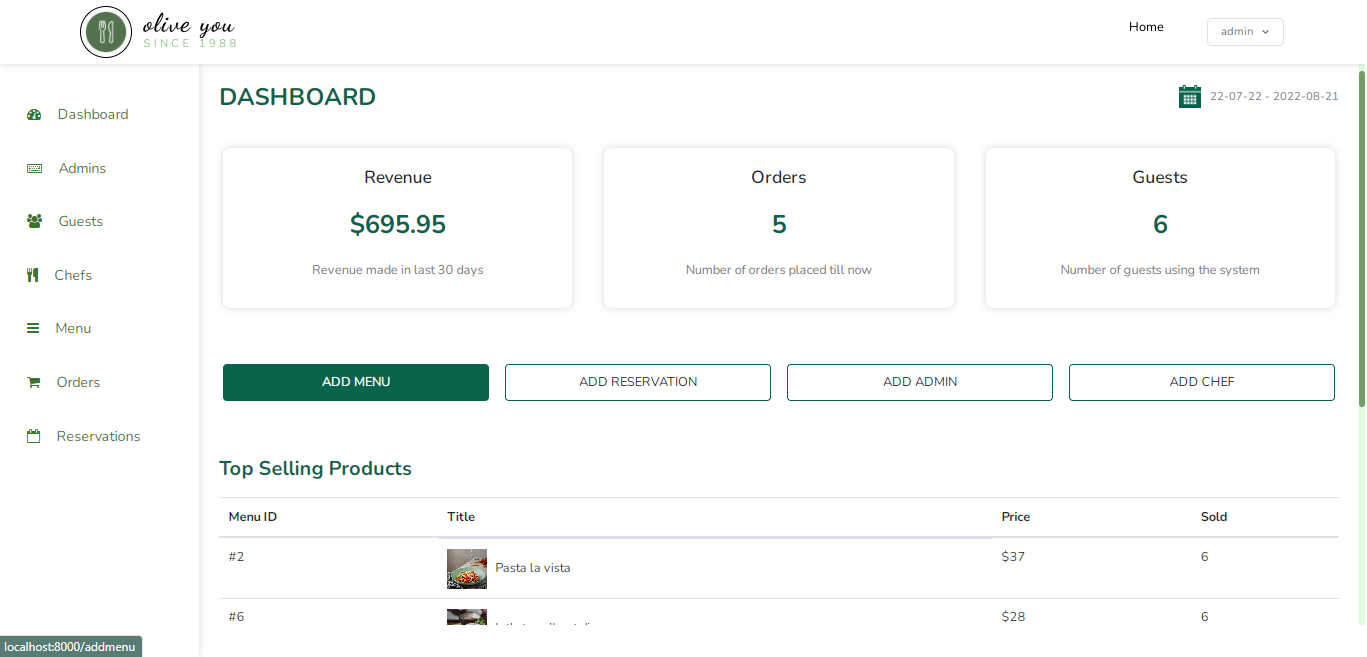 olive you
SINCE 1988
Home
admin
DASHBOARD
22-07-22 - 2022-08-21
Dashboard
Admins
Guests
Chefs
Menu
Orders
Reservations
Revenue
$695.95
Revenue made in last 30 days
Orders
5
Number of orders placed till now
Guests
6
Number of guests using the system
ADD MENU
ADD RESERVATION
ADD ADMIN
ADD CHEF
Top Selling Products
Menu ID Title Price Sold
#2 Pasta la vista $37 6
#6 $28 6
localhost:8000/addmenu